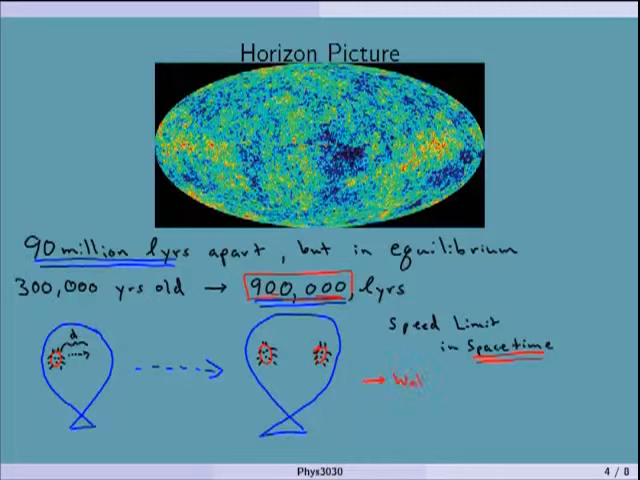 Horizon Picture
90 million lyrs apart, but in equilibrium
300,000 yrs old → 900,000, lyrs
d
Speed Limit
in Spacetime
→ Wal
Phys3030
4 / 8